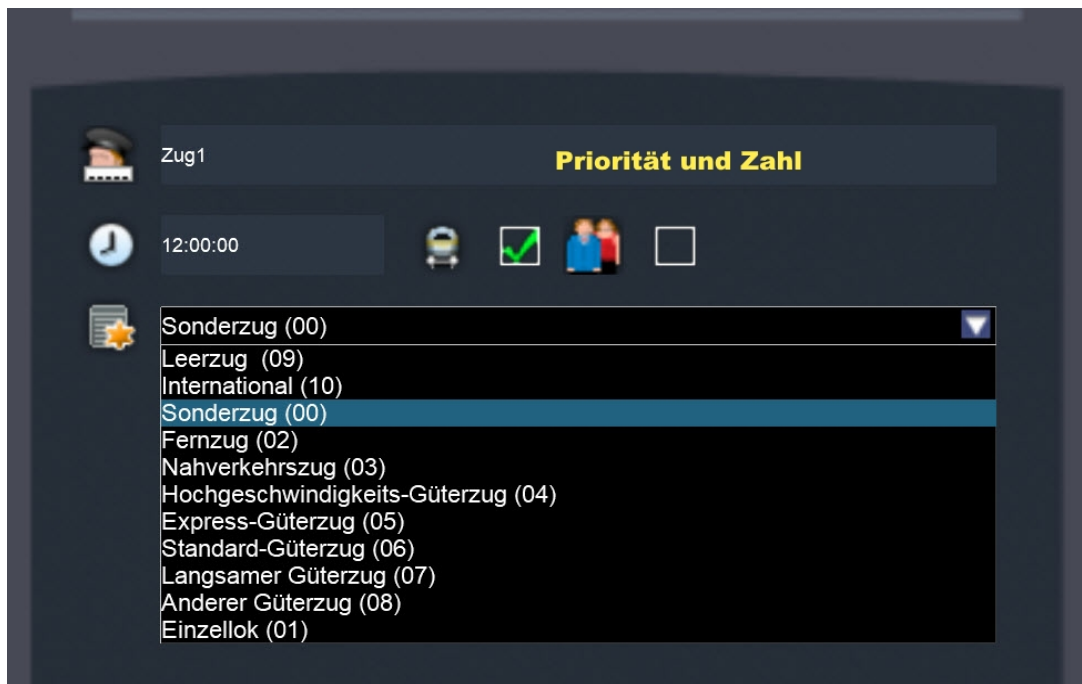 Zug1
Priorität und Zahl
12:00:00
Sonderzug (00)
Leerzug  (09)
International (10)
Sonderzug (00)
Fernzug (02)
Nahverkehrszug (03)
Hochgeschwindigkeits-Güterzug (04)
Express-Güterzug (05)
Standard-Güterzug (06)
Langsamer Güterzug (07)
Anderer Güterzug (08)
Einzellok (01)